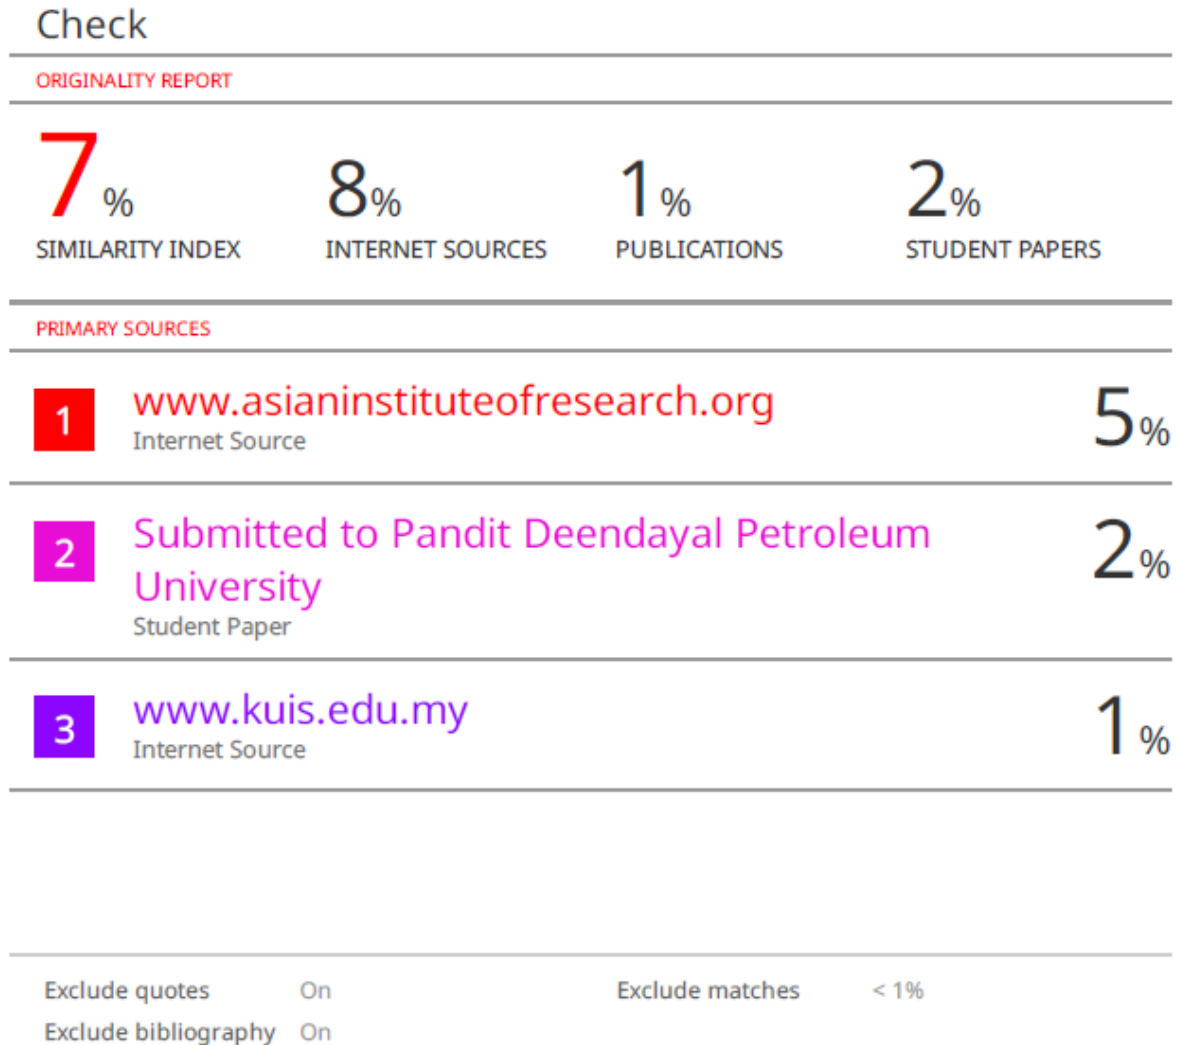 Check
ORIGINALITY REPORT
7% 8% 1% 2%
SIMILARITY INDEX INTERNET SOURCES PUBLICATIONS STUDENT PAPERS
PRIMARY SOURCES
1 www.asianinstituteofresearch.org 5%
Internet Source
2 Submitted to Pandit Deendayal Petroleum 2%
University
Student Paper
3 www.kuis.edu.my 1%
Internet Source
Exclude quotes On Exclude matches < 1%
Exclude bibliography On